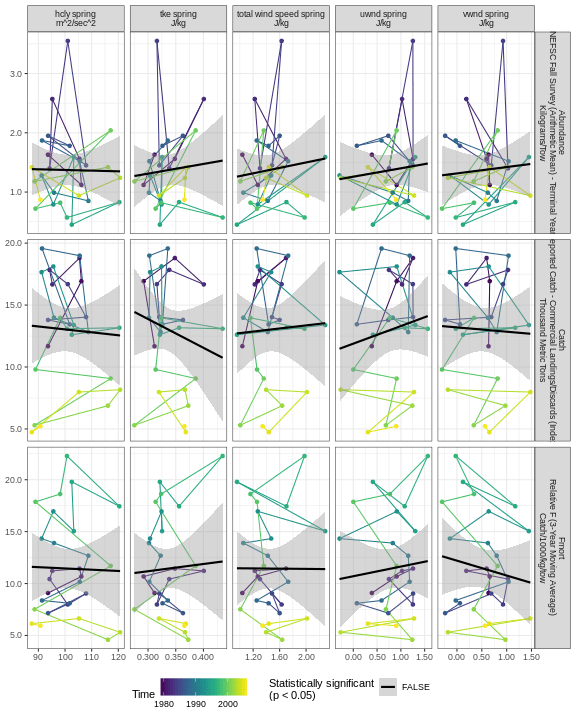 hcly spring
m^2/sec^2
tke spring
J/kg
total wind speed spring
J/kg
uwnd spring
J/kg
vwnd spring
J/kg
Abundance
NEFSC Fall Survey (Arithmetic Mean) - Terminal Year
Kilograms/Tow
3.0
2.0
1.0
Catch
eported Catch - Commercial Landings/Discards (Inde
Thousand Metric Tons
20.0
15.0
10.0
5.0
Fmort
Relative F (3-Year Moving Average)
Catch/1000/kg/tow
20.0
15.0
10.0
5.0
90 100 110 120
0.300 0.350 0.400
1.20 1.60 2.00
0.00 0.50 1.00 1.50
0.00 0.50 1.00 1.50
Time
1980 1990 2000
Statistically significant
(p < 0.05)
FALSE